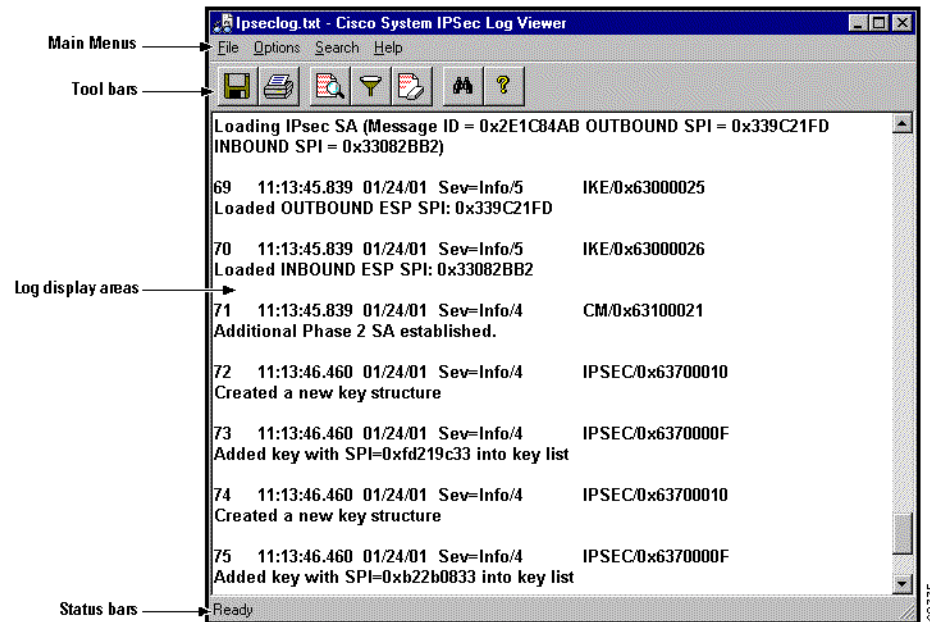 Ipseclog.txt - Cisco System IPSec Log Viewer
Main Menus
File Options Search Help
Tool bars
Loading IPsec SA (Message ID = 0x2E1C84AB OUTBOUND SPI = 0x339C21FD
INBOUND SPI = 0x33082BB2)
69 11:13:45.839 01/24/01 Sev=Info/5 IKE/0x63000025
Loaded OUTBOUND ESP SPI: 0x339C21FD
70 11:13:45.839 01/24/01 Sev=Info/5 IKE/0x63000026
Loaded INBOUND ESP SPI: 0x33082BB2
Log display areas
71 11:13:45.839 01/24/01 Sev=Info/4 CM/0x63100021
Additional Phase 2 SA established.
72 11:13:46.460 01/24/01 Sev=Info/4 IPSEC/0x63700010
Created a new key structure
73 11:13:46.460 01/24/01 Sev=Info/4 IPSEC/0x6370000F
Added key with SPI=0xfd219c33 into key list
74 11:13:46.460 01/24/01 Sev=Info/4 IPSEC/0x63700010
Created a new key structure
75 11:13:46.460 01/24/01 Sev=Info/4 IPSEC/0x6370000F
Added key with SPI=0xb22b0833 into key list
Status bars
Ready